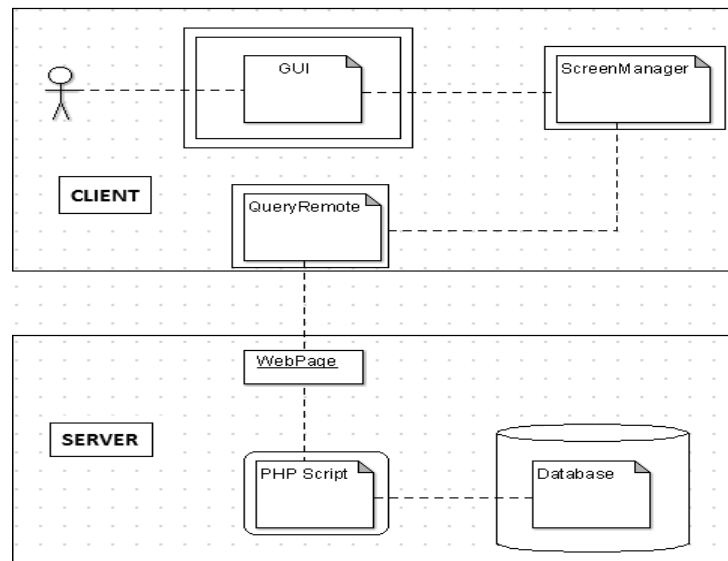 GUI
ScreenManager
CLIENT
QueryRemote
WebPage
SERVER
PHP Script
Database